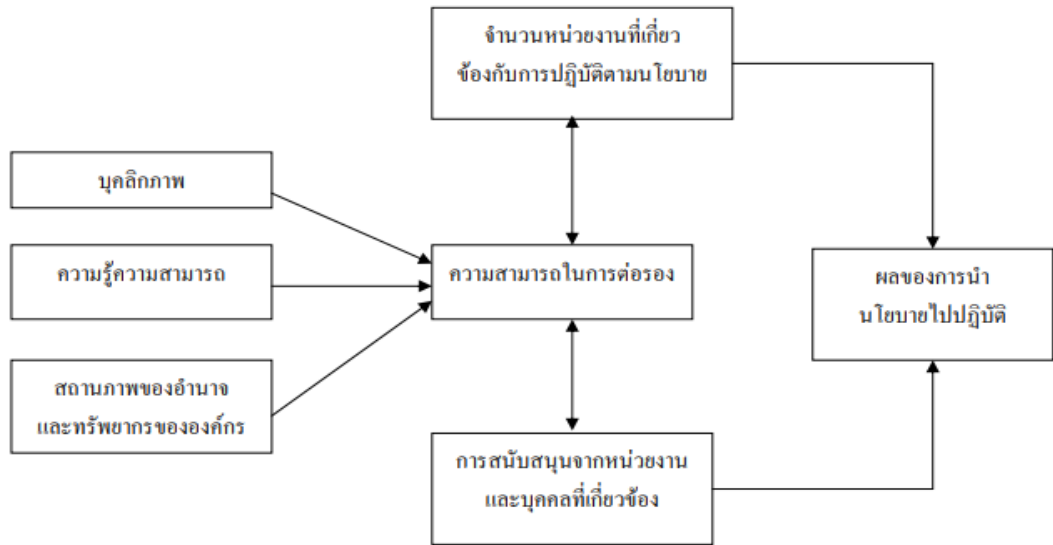 จำนวนหน่วยงานที่เกี่ยว
ข้องกับการปฏิบัติตามนโยบาย
บุคลิกภาพ
ความรู้ความสามารถ
ความสามารถในการต่อรอง
ผลของการนำ
นโยบายไปปฏิบัติ
สถานภาพของอำนาจ
และทรัพยากรขององค์กร
การสนับสนุนจากหน่วยงาน
และบุคคลที่เกี่ยวข้อง